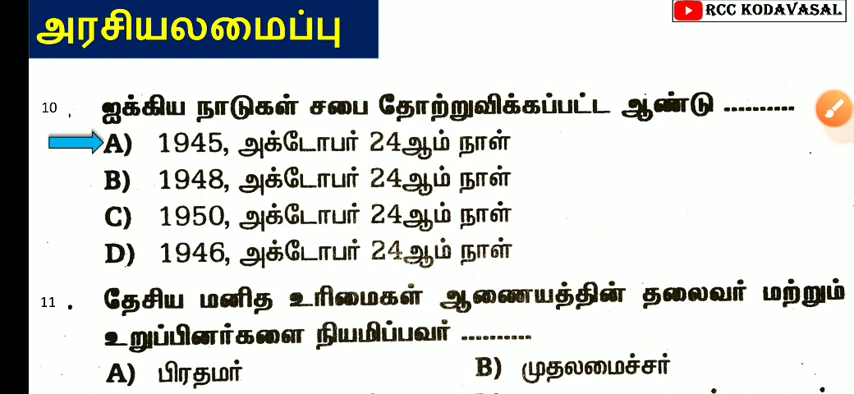 அரசியலமைப்பு
RCC KODAVASAL
10 . ஐக்கிய நாடுகள் சபை தோற்றுவிக்கப்பட்ட ஆண்டு ..........
A) 1945, அக்டோபர் 24ஆம் நாள்
B) 1948, அக்டோபர் 24ஆம் நாள்
C) 1950, அக்டோபர் 24ஆம் நாள்
D) 1946, அக்டோபர் 24ஆம் நாள்
11 . தேசிய மனித உரிமைகள் ஆணையத்தின் தலைவர் மற்றும்
உறுப்பினர்களை நியமிப்பவர் ..........
A) பிரதமர் B) முதலமைச்சர்